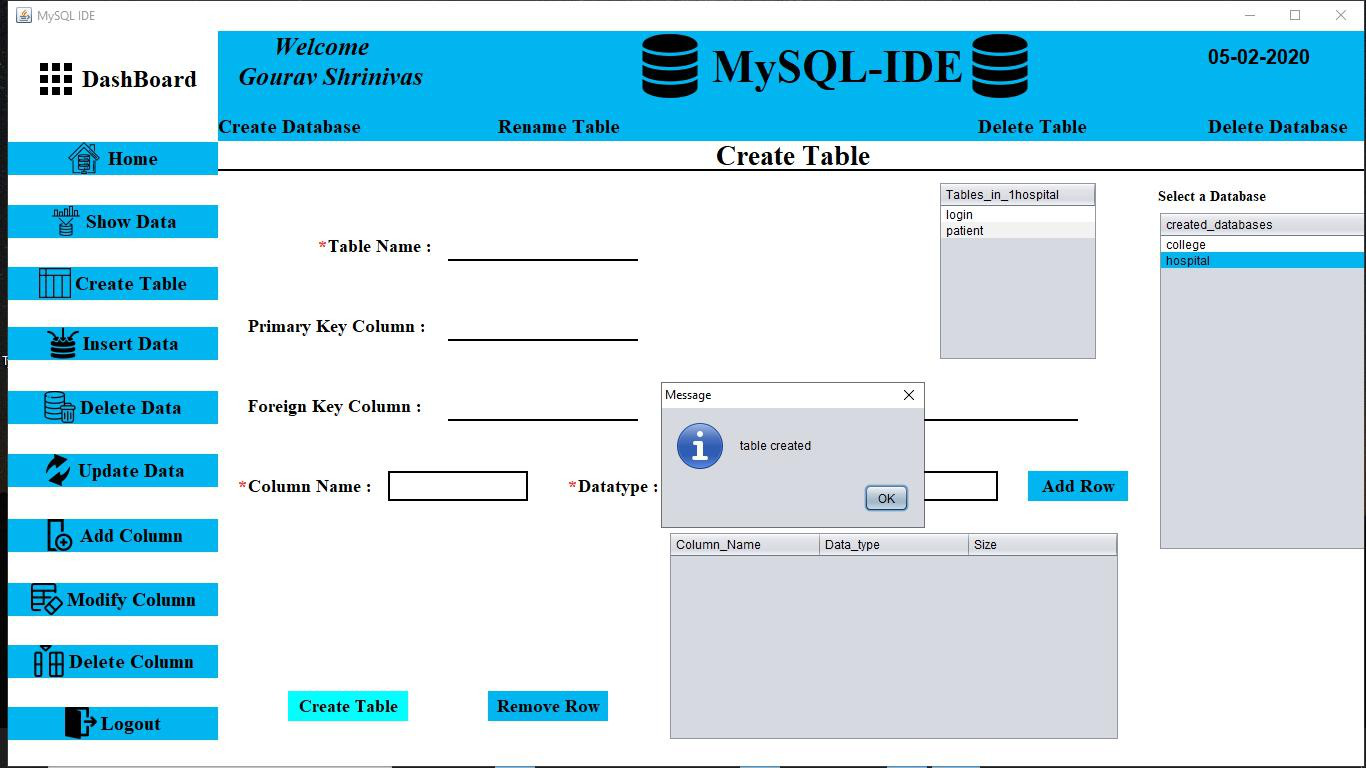 MySQL IDE
DashBoard
Welcome
Gourav Shrinivas
MySQL-IDE
05-02-2020
Create Database
Rename Table
Delete Table
Delete Database
Home
Show Data
Create Table
Insert Data
Delete Data
Update Data
Add Column
Modify Column
Delete Column
Logout
Create Table
*Table Name :
Primary Key Column :
Foreign Key Column :
*Column Name :
*Datatype :
Add Row
Tables_in_1hospital
login
patient
Select a Database
created_databases
college
hospital
Message
table created
OK
Column_Name Data_type Size
Create Table
Remove Row